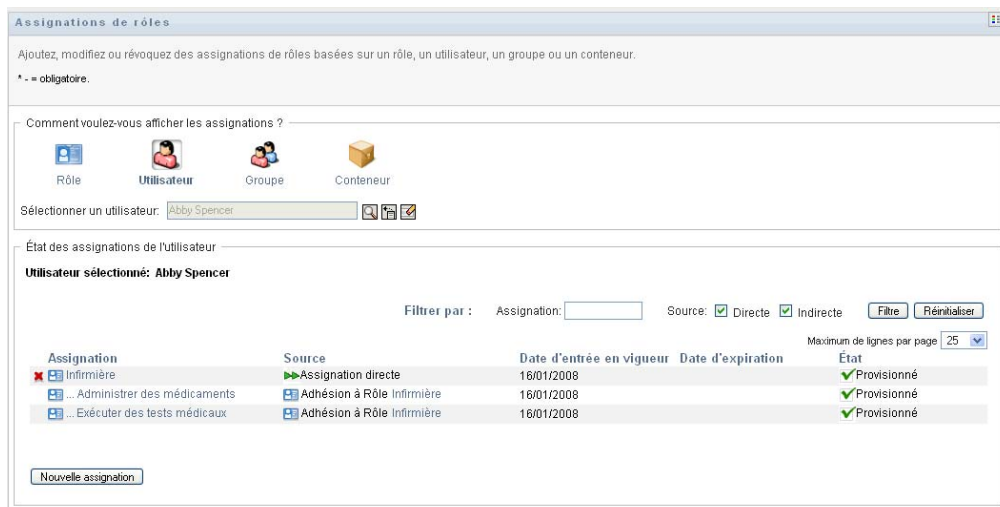 Assignations de rôles
Ajoutez, modifiez ou révoquez des assignations de rôles basées sur un rôle, un utilisateur, un groupe ou un conteneur.
* - = obligatoire.
Comment voulez-vous afficher les assignations ?
Rôle Utilisateur Groupe Conteneur
Sélectionner un utilisateur: Abby Spencer
État des assignations de l'utilisateur
Utilisateur sélectionné: Abby Spencer
Filtrer par : Assignation: Source: Directe Indirecte Filtre Réinitialiser
Maximum de lignes par page 25
Assignation Source Date d'entrée en vigueur Date d'expiration État
Infirmière Assignation directe 16/01/2008 Provisionné
... Administrer des médicaments Adhésion à Rôle Infirmière 16/01/2008 Provisionné
... Exécuter des tests médicaux Adhésion à Rôle Infirmière 16/01/2008 Provisionné
Nouvelle assignation